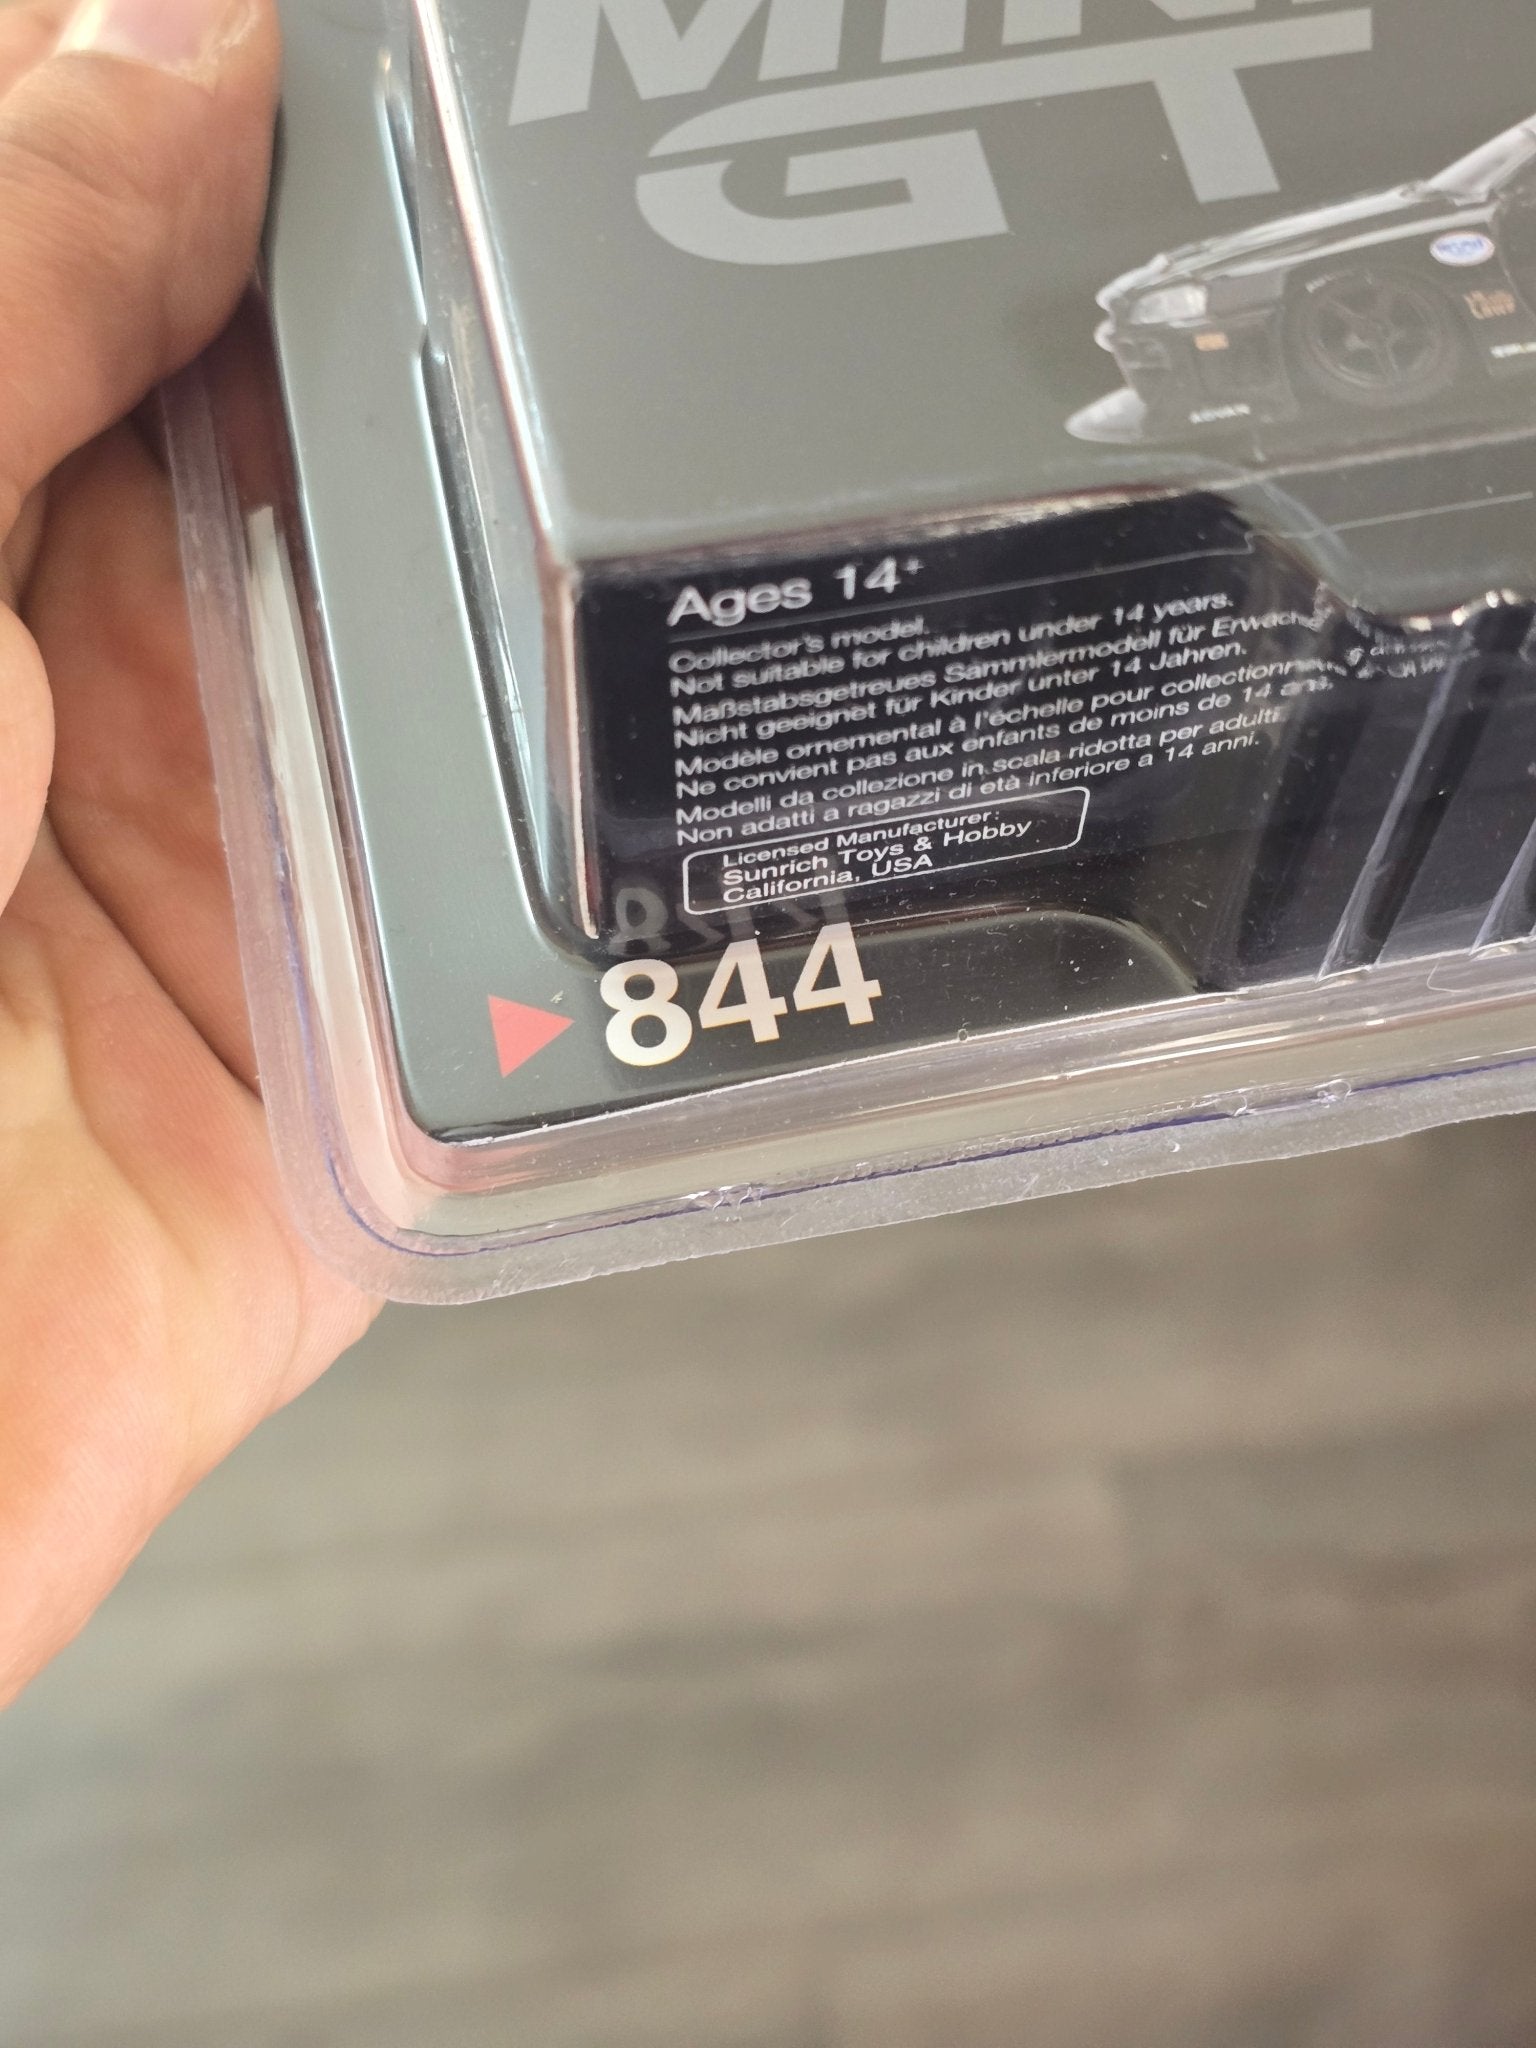 MINI
GT
ADVAN
Ages 14+
Collector's model.
Not suitable for children under 14 years.
Maßstabsgetreues Sammlermodell für
Nicht geeignet für Kinder unter 14 Jahren.
Modèle ornemental à l'échelle pour
Ne convient pas aux enfants de moins de 14 ans.
Modelli da collezione in scala ridotta per adulti.
Non adatti a ragazzi di età inferiore a 14 anni.
Licensed Manufacturer:
Sunrich Toys & Hobby
California, USA
844